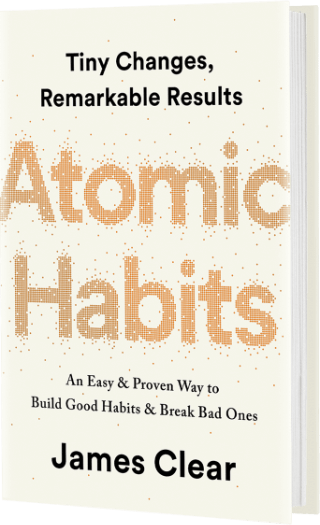 Tiny Changes,
Remarkable Results
Atomic
Habits
An Easy & Proven Way to
Build Good Habits & Break Bad Ones
James Clear